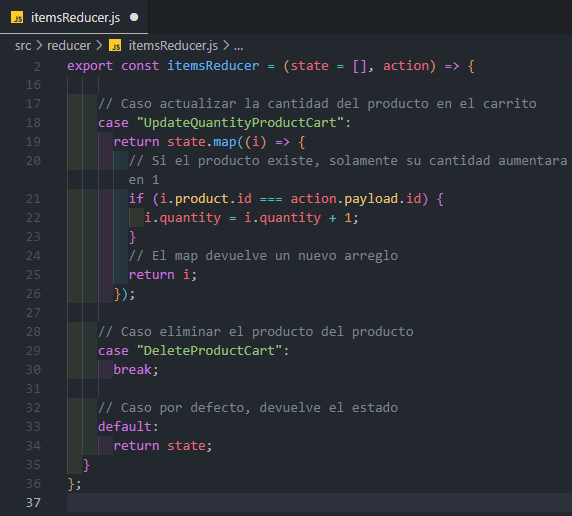 JS itemsReducer.js
src > reducer > JS itemsReducer.js > ...
2 export const itemsReducer = (state = [], action) => {
16
17 // Caso actualizar la cantidad del producto en el carrito
18 case "UpdateQuantityProductCart":
19 return state.map((i) => {
20 // Si el producto existe, solamente su cantidad aumentara
en 1
21 if (i.product.id === action.payload.id) {
22 i.quantity = i.quantity + 1;
23 }
24 // El map devuelve un nuevo arreglo
25 return i;
26 });
27
28 // Caso eliminar el producto del producto
29 case "DeleteProductCart":
30 break;
31
32 // Caso por defecto, devuelve el estado
33 default:
34 return state;
35 }
36 };
37